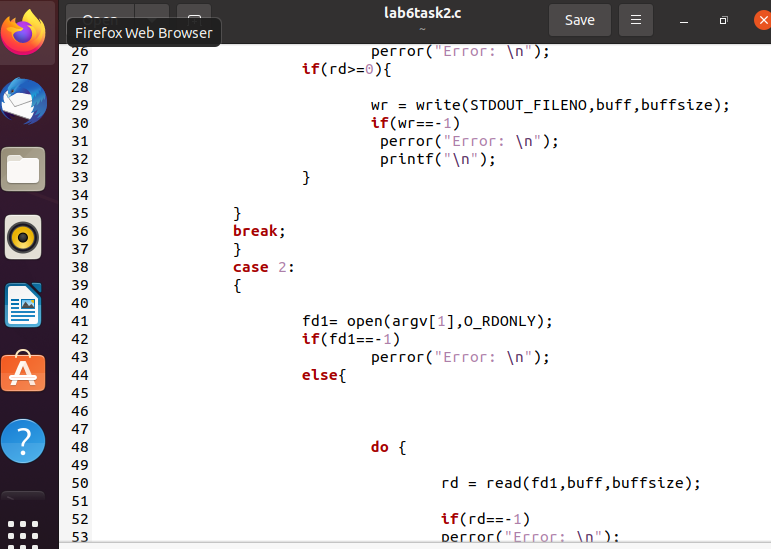 Open
lab6task2.c
~
Save
Firefox Web Browser
26 perror("Error: \n");
27 if(rd>=0){
28
29 wr = write(STDOUT_FILENO,buff,buffsize);
30 if(wr==-1)
31 perror("Error: \n");
32 printf("\n");
33 }
34
35 }
36 break;
37 }
38 case 2:
39 {
40
41 fd1= open(argv[1],O_RDONLY);
42 if(fd1==-1)
43 perror("Error: \n");
44 else{
45
46
47
48 do {
49
50 rd = read(fd1,buff,buffsize);
51
52 if(rd==-1)
53 perror("Error: \n");